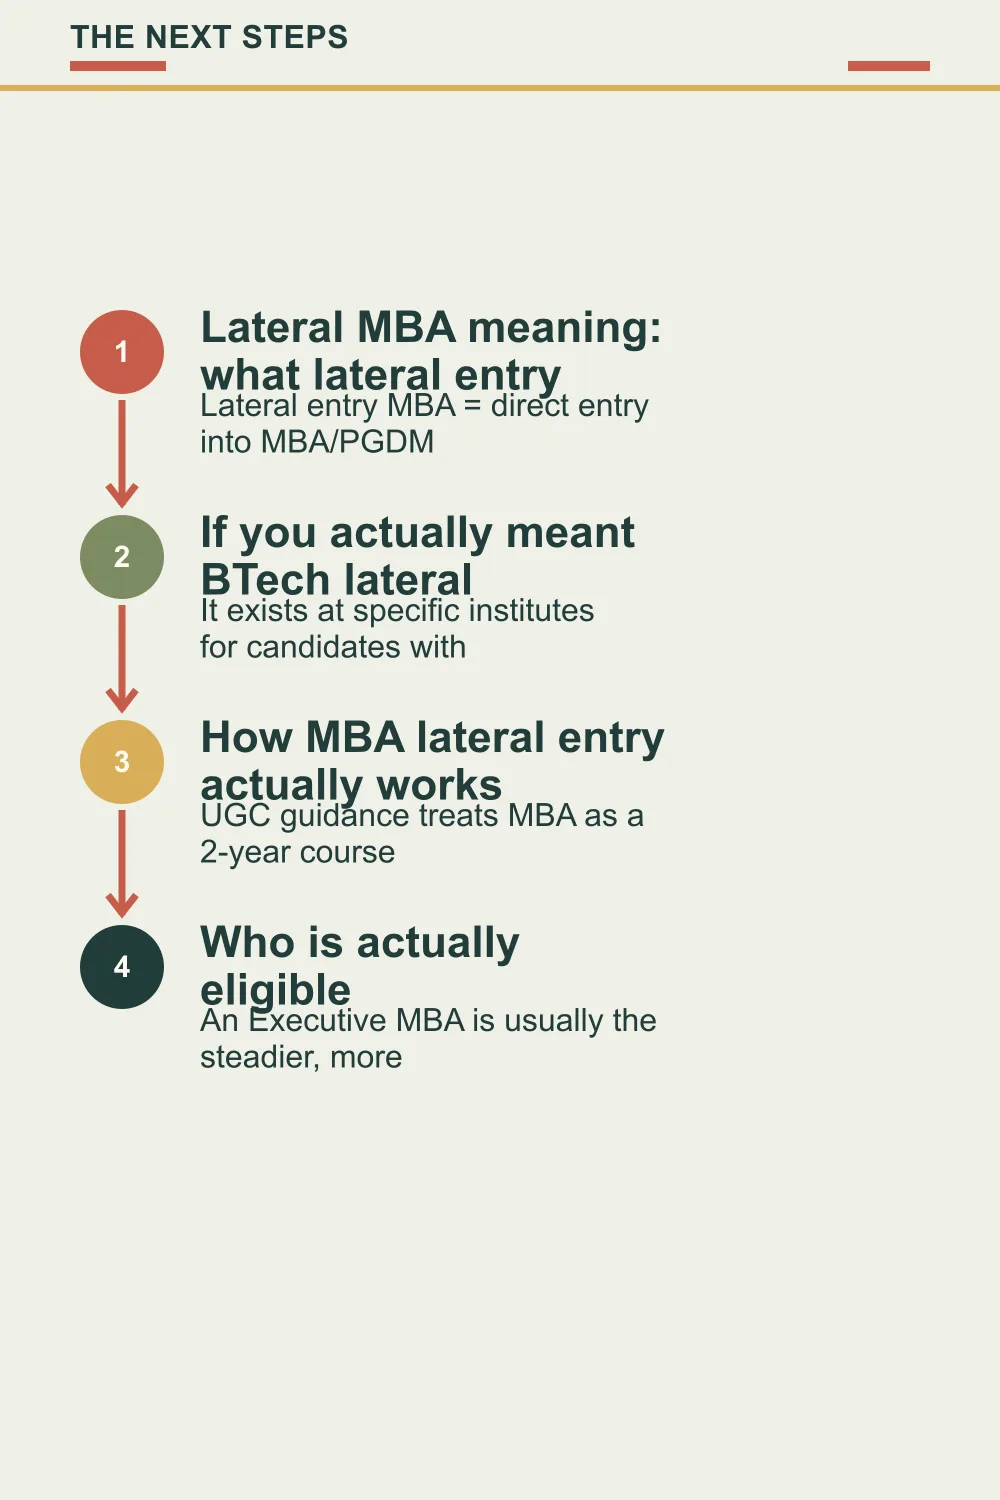 THE NEXT STEPS
1
Lateral MBA meaning:
what lateral entry
Lateral entry MBA = direct entry
into MBA/PGDM
2
If you actually meant
BTech lateral
It exists at specific institutes
for candidates with
3
How MBA lateral entry
actually works
UGC guidance treats MBA as a
2-year course
4
Who is actually
eligible
An Executive MBA is usually the
steadier, more